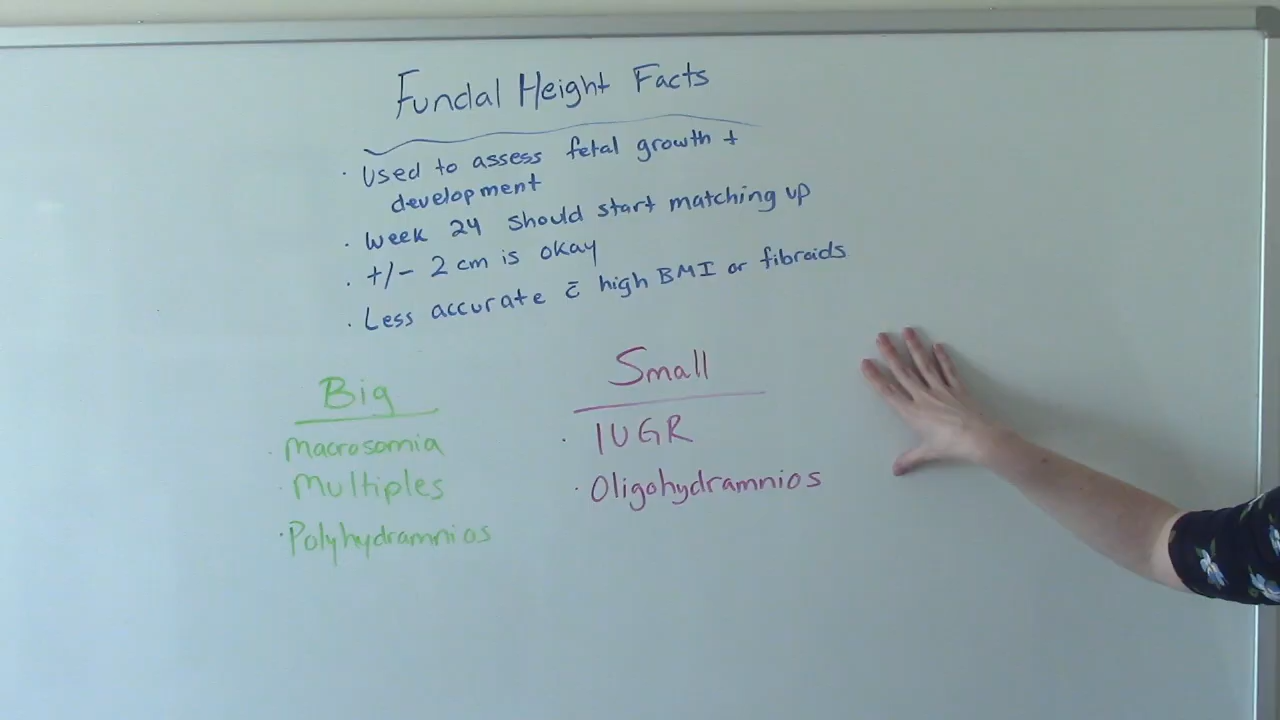 Fundal Height Facts
· Used to assess fetal growth +
development
· Week 24 should start matching up
· +/- 2 cm is okay
· Less accurate c̄ high BMI or fibroids
Big
· Macrosomia
· Multiples
· Polyhydramnios
Small
· IUGR
· Oligohydramnios